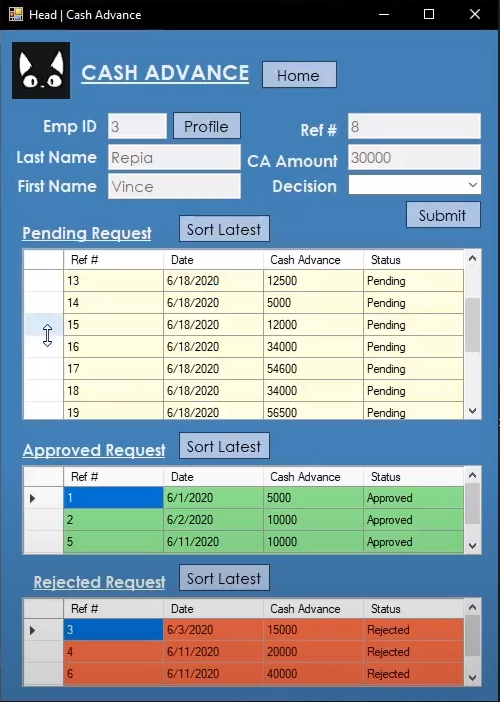 Head | Cash Advance
CASH ADVANCE Home
Emp ID 3 Profile Ref # 8
Last Name Repia CA Amount 30000
First Name Vince Decision
Submit
Pending Request Sort Latest
Ref # Date Cash Advance Status
13 6/18/2020 12500 Pending
14 6/18/2020 5000 Pending
15 6/18/2020 12000 Pending
16 6/18/2020 34000 Pending
17 6/18/2020 54600 Pending
18 6/18/2020 34000 Pending
19 6/18/2020 56500 Pending
Approved Request Sort Latest
Ref # Date Cash Advance Status
1 6/1/2020 5000 Approved
2 6/2/2020 10000 Approved
5 6/11/2020 10000 Approved
Rejected Request Sort Latest
Ref # Date Cash Advance Status
3 6/3/2020 15000 Rejected
4 6/11/2020 20000 Rejected
6 6/11/2020 40000 Rejected